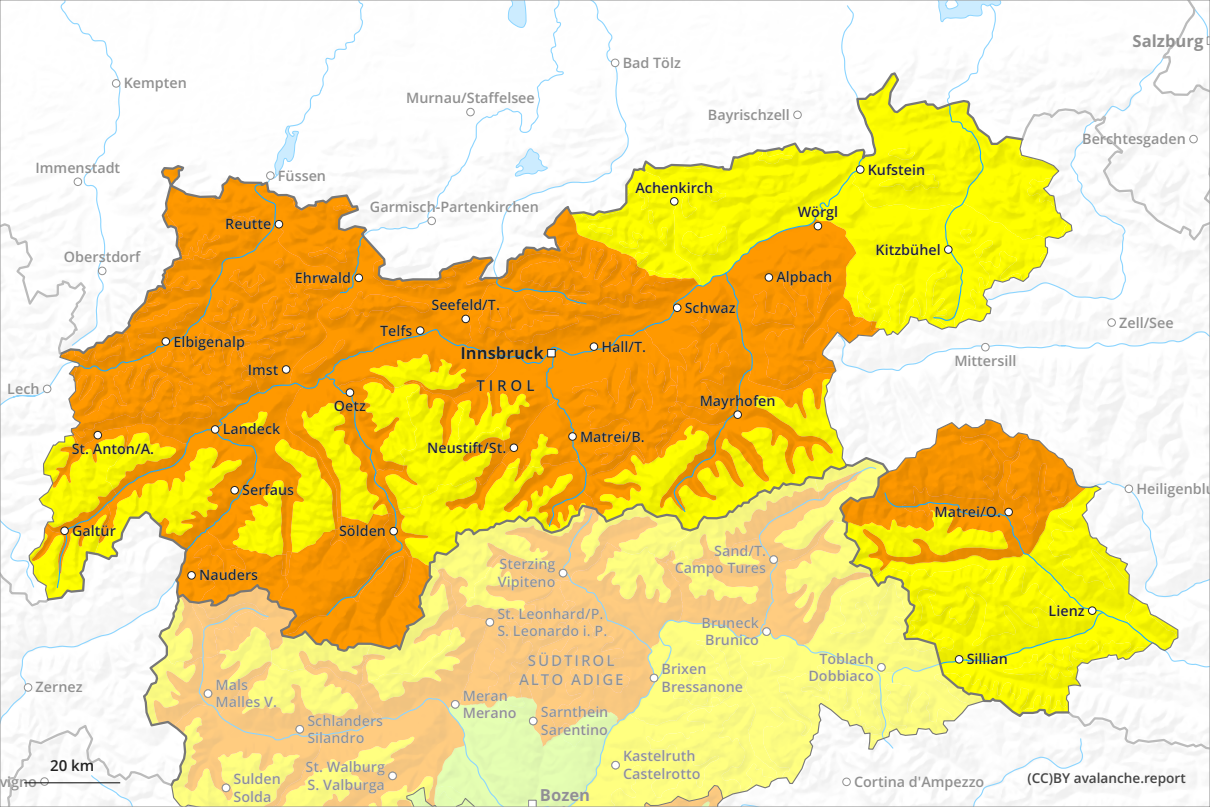 Salzburg
Kempten
Bad Tölz
Murnau/Staffelsee
Bayrischzell
Berchtesgaden
Immenstadt
Füssen
Kufstein
Achenkirch
Garmisch-Partenkirchen
Wörgl
Reutte
Oberstdorf
Kitzbühel
Ehrwald
Alpbach
Seefeld/T.
Schwaz
Telfs
Zell/See
Elbigenalp
Innsbruck
Hall/T.
Mittersill
Imst
TIROL
Lech
Oetz
Mayrhofen
Landeck
Matrei/B.
St. Anton/A.
Neustift/St.
Serfaus
Heiligenblu
Matrei/O.
Galtür
Sölden
Sand/T.
Campo Tures
Sterzing
Vipiteno
Nauders
Lienz
St. Leonhard/P.
S. Leonardo i. P.
Bruneck
Brunico
Sillian
SÜDTIROL
ALTO ADIGE
Toblach
Dobbiaco
Brixen
Bressanone
Zernez
Mals
Malles V.
Meran
Merano
Sarnthein
Sarentino
Schlanders
Silandro
Kastelruth
Castelrotto
20 km
St. Walburg
S. Valburga
vigno
Sulden
Solda
Cortina d'Ampezzo
(CC)BY avalanche.report
Bozen